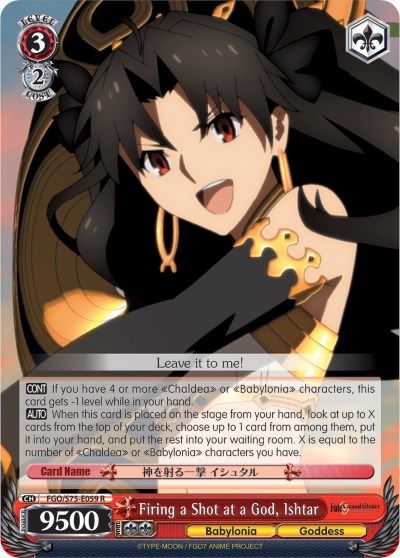 LEVEL
3
2
COST
Leave it to me!
CONT If you have 4 or more «Chaldea» or «Babylonia» characters, this
card gets -1 level while in your hand.
AUTO When this card is placed on the stage from your hand, look at up to X
cards from the top of your deck, choose up to 1 card from among them, put
it into your hand, and put the rest into your waiting room. X is equal to the
number of «Chaldea» or «Babylonia» characters you have.
Card Name 神を射る一撃 イシュタル
CH FGO/S75-E059 R
Firing a Shot at a God, Ishtar
Fate/Grand Order
POWER 9500 SOUL
Babylonia Goddess
©TYPE-MOON / FGO7 ANIME PROJECT